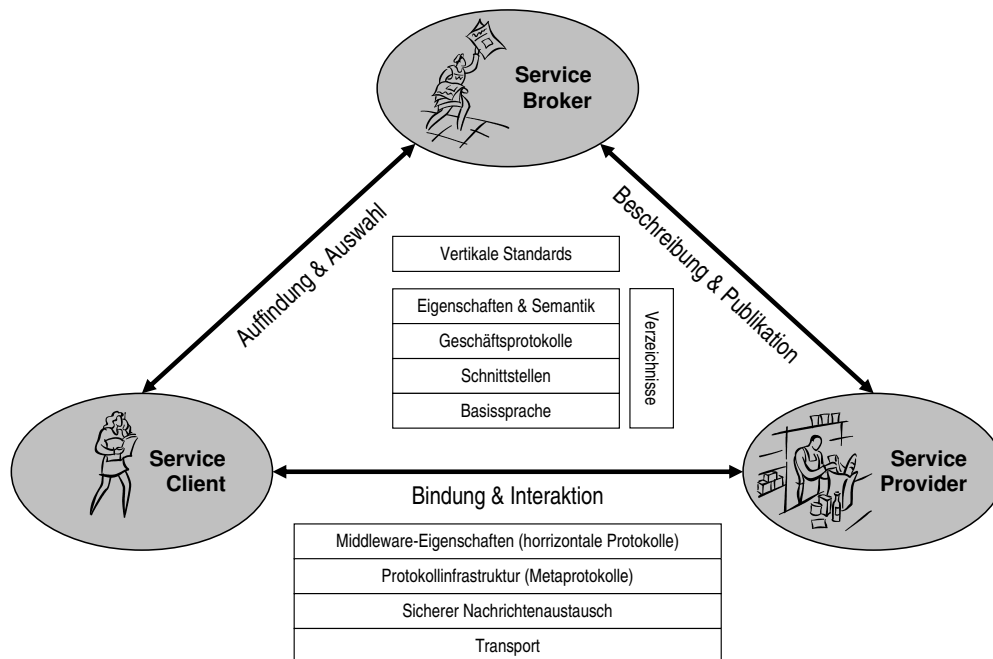 Service
Broker
Auffindung & Auswahl
Beschreibung & Publikation
Vertikale Standards
Eigenschaften & Semantik
Geschäftsprotokolle
Schnittstellen
Basissprache
Verzeichnisse
Service
Client
Service
Provider
Bindung & Interaktion
Middleware-Eigenschaften (horrizontale Protokolle)
Protokollinfrastruktur (Metaprotokolle)
Sicherer Nachrichtenaustausch
Transport